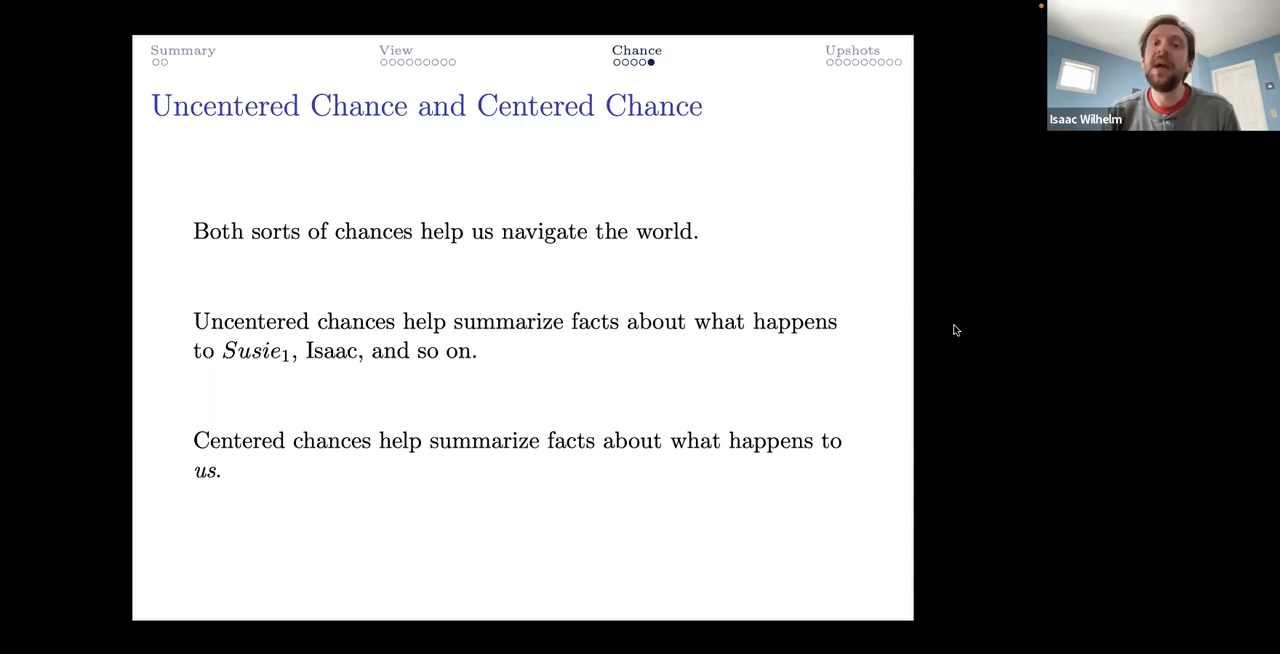 Summary View Chance Upshots
Uncentered Chance and Centered Chance
Both sorts of chances help us navigate the world.
Uncentered chances help summarize facts about what happens
to Susie₁, Isaac, and so on.
Centered chances help summarize facts about what happens to
us.
Isaac Wilhelm